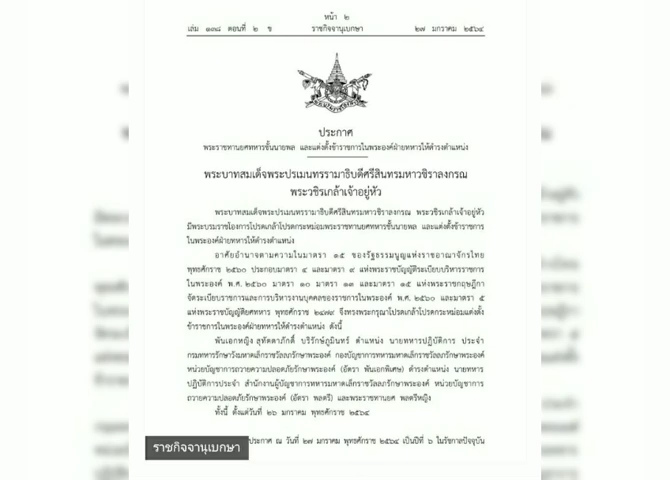 หน้า ๒
เล่ม ๑๓๘ ตอนที่ ๒ ข ราชกิจจานุเบกษา ๒๗ มกราคม ๒๕๖๔
ประกาศ
พระราชทานยศทหารชั้นนายพล และแต่งตั้งข้าราชการในพระองค์ฝ่ายทหารให้ดำรงตำแหน่ง
พระบาทสมเด็จพระปรเมนทรรามาธิบดีศรีสินทรมหาวชิราลงกรณ
พระวชิรเกล้าเจ้าอยู่หัว
พระบาทสมเด็จพระปรเมนทรรามาธิบดีศรีสินทรมหาวชิราลงกรณ พระวชิรเกล้าเจ้าอยู่หัว
มีพระบรมราชโองการโปรดเกล้าโปรดกระหม่อมพระราชทานยศทหารชั้นนายพล และแต่งตั้งข้าราชการ
ในพระองค์ฝ่ายทหารให้ดำรงตำแหน่ง
อาศัยอำนาจตามความในมาตรา ๑๕ ของรัฐธรรมนูญแห่งราชอาณาจักรไทย
พุทธศักราช ๒๕๖๐ ประกอบมาตรา ๔ และมาตรา ๙ แห่งพระราชบัญญัติระเบียบบริหารราชการ
ในพระองค์ พ.ศ. ๒๕๖๐ มาตรา ๑๐ มาตรา ๑๓ และมาตรา ๑๕ แห่งพระราชกฤษฎีกา
จัดระเบียบราชการและการบริหารงานบุคคลของราชการในพระองค์ พ.ศ. ๒๕๖๐ และมาตรา ๕
แห่งพระราชบัญญัติยศทหาร พุทธศักราช ๒๔๗๙ จึงทรงพระกรุณาโปรดเกล้าโปรดกระหม่อมแต่งตั้ง
ข้าราชการในพระองค์ฝ่ายทหารให้ดำรงตำแหน่ง ดังนี้
พันเอกหญิง สุทัตตาภักดิ์ บริรักษ์ภูมินทร์ ตำแหน่ง นายทหารปฏิบัติการ ประจำ
กรมทหารรักษาวังมหาดเล็กราชวัลลภรักษาพระองค์ กองบัญชาการทหารมหาดเล็กราชวัลลภรักษาพระองค์
หน่วยบัญชาการถวายความปลอดภัยรักษาพระองค์ (อัตรา พันเอกพิเศษ) ดำรงตำแหน่ง นายทหาร
ปฏิบัติการประจำ สำนักงานผู้บัญชาการทหารมหาดเล็กราชวัลลภรักษาพระองค์ หน่วยบัญชาการ
ถวายความปลอดภัยรักษาพระองค์ (อัตรา พลตรี) และพระราชทานยศ พลตรีหญิง
ทั้งนี้ ตั้งแต่วันที่ ๒๖ มกราคม พุทธศักราช ๒๕๖๔
ประกาศ ณ วันที่ ๒๗ มกราคม พุทธศักราช ๒๕๖๔ เป็นปีที่ ๖ ในรัชกาลปัจจุบัน
ราชกิจจานุเบกษา